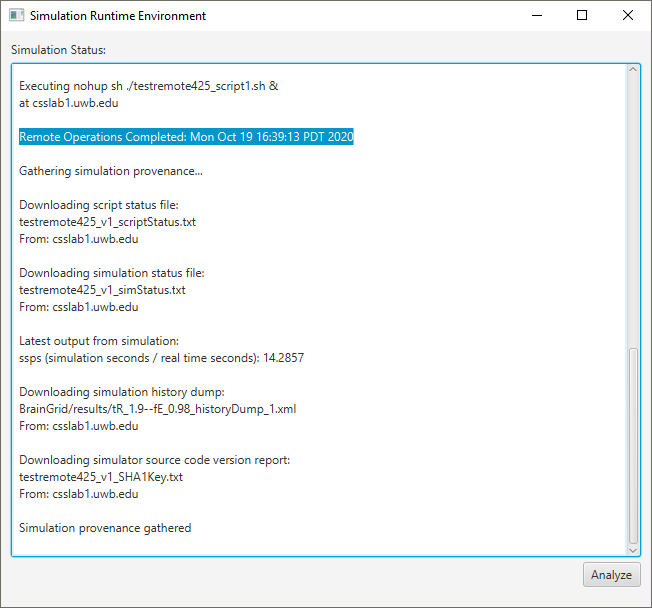 Simulation Runtime Environment
Simulation Status:
Executing nohup sh ./testremote425_script1.sh &
at csslab1.uwb.edu
Remote Operations Completed: Mon Oct 19 16:39:13 PDT 2020
Gathering simulation provenance...
Downloading script status file:
testremote425_v1_scriptStatus.txt
From: csslab1.uwb.edu
Downloading simulation status file:
testremote425_v1_simStatus.txt
From: csslab1.uwb.edu
Latest output from simulation:
ssps (simulation seconds / real time seconds): 14.2857
Downloading simulation history dump:
BrainGrid/results/tR_1.9--fE_0.98_historyDump_1.xml
From: csslab1.uwb.edu
Downloading simulator source code version report:
testremote425_v1_SHA1Key.txt
From: csslab1.uwb.edu
Simulation provenance gathered
Analyze